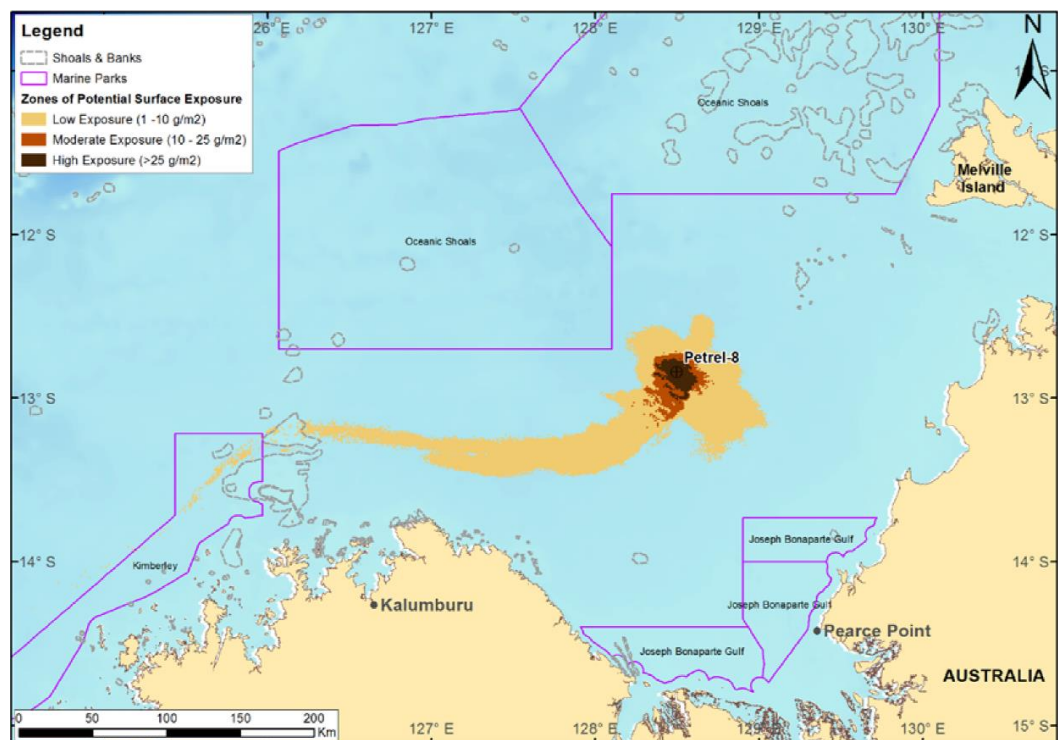 126° E
127° E
128° E
129° E
130° E
N
Legend
Shoals & Banks
Marine Parks
Zones of Potential Surface Exposure
Low Exposure (1 -10 g/m2)
Moderate Exposure (10 - 25 g/m2)
High Exposure (>25 g/m2)
Oceanic Shoals
Melville
Island
12° S
Oceanic Shoals
12° S
Petrel-8
13° S
13° S
Joseph Bonaparte Gulf
14° S
Kimberley
14° S
Kalumburu
Joseph Bonaparte Gulf
Pearce Point
Joseph Bonaparte Gulf
AUSTRALIA
0 50 100 150 200
Km
127° E
128° E
129° E
130° E
15° S